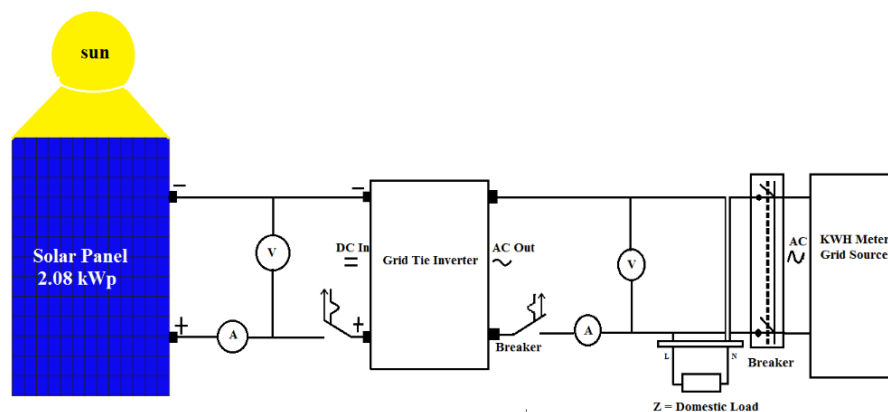 sun
Solar Panel
2.08 kWp
−
+
A
V
−
DC In
=
+
Grid Tie Inverter
AC Out
~
Breaker
A
V
L
N
Z = Domestic Load
Breaker
AC
~
KWH Meter
Grid Source